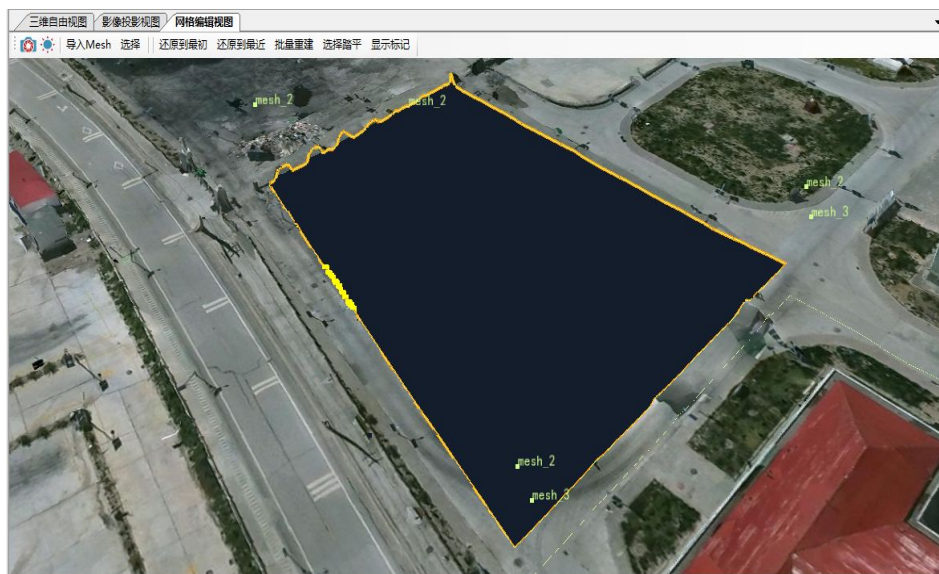 三维自由视图 影像投影视图 网格编辑视图
导入Mesh 选择 还原到最初 还原到最近 批量重建 选择踏平 显示标记
mesh_2 mesh_2
mesh_2
mesh_3
mesh_2
mesh_3